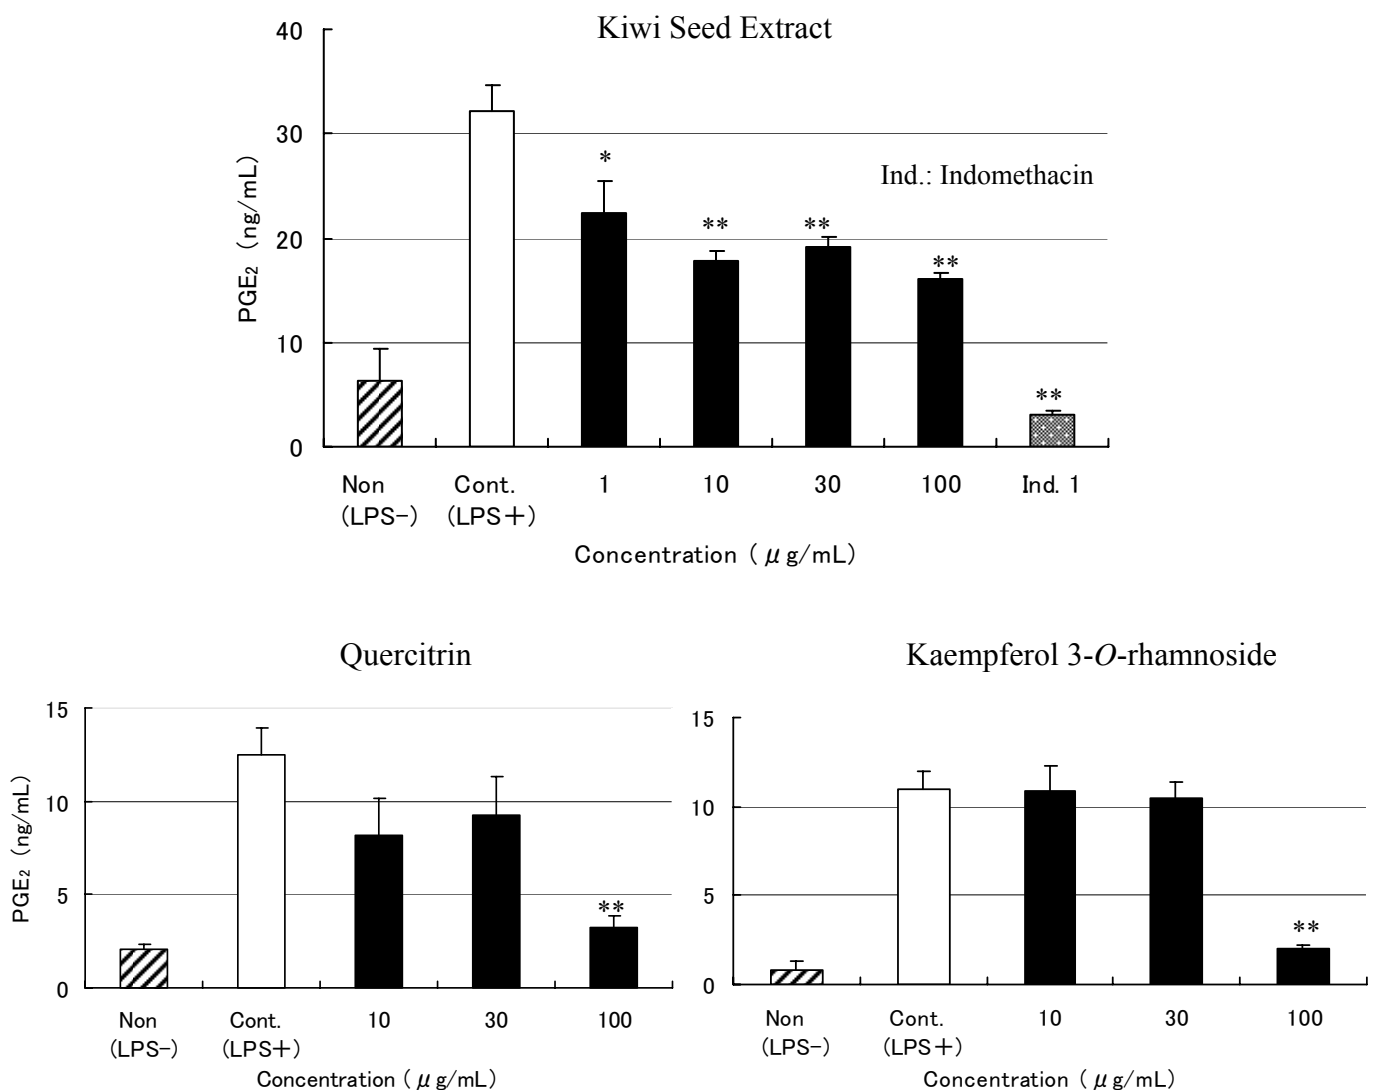 Kiwi Seed Extract
40
30
20
10
0
PGE₂ (ng/mL)
Ind.: Indomethacin
*
**
**
**
**
Non Cont. 1 10 30 100 Ind. 1
(LPS-) (LPS+)
Concentration (μg/mL)
Quercitrin
15
10
5
0
PGE₂ (ng/mL)
**
Non Cont. 10 30 100
(LPS-) (LPS+)
Concentration (μg/mL)
Kaempferol 3-O-rhamnoside
15
10
5
0
**
Non Cont. 10 30 100
(LPS-) (LPS+)
Concentration (μg/mL)